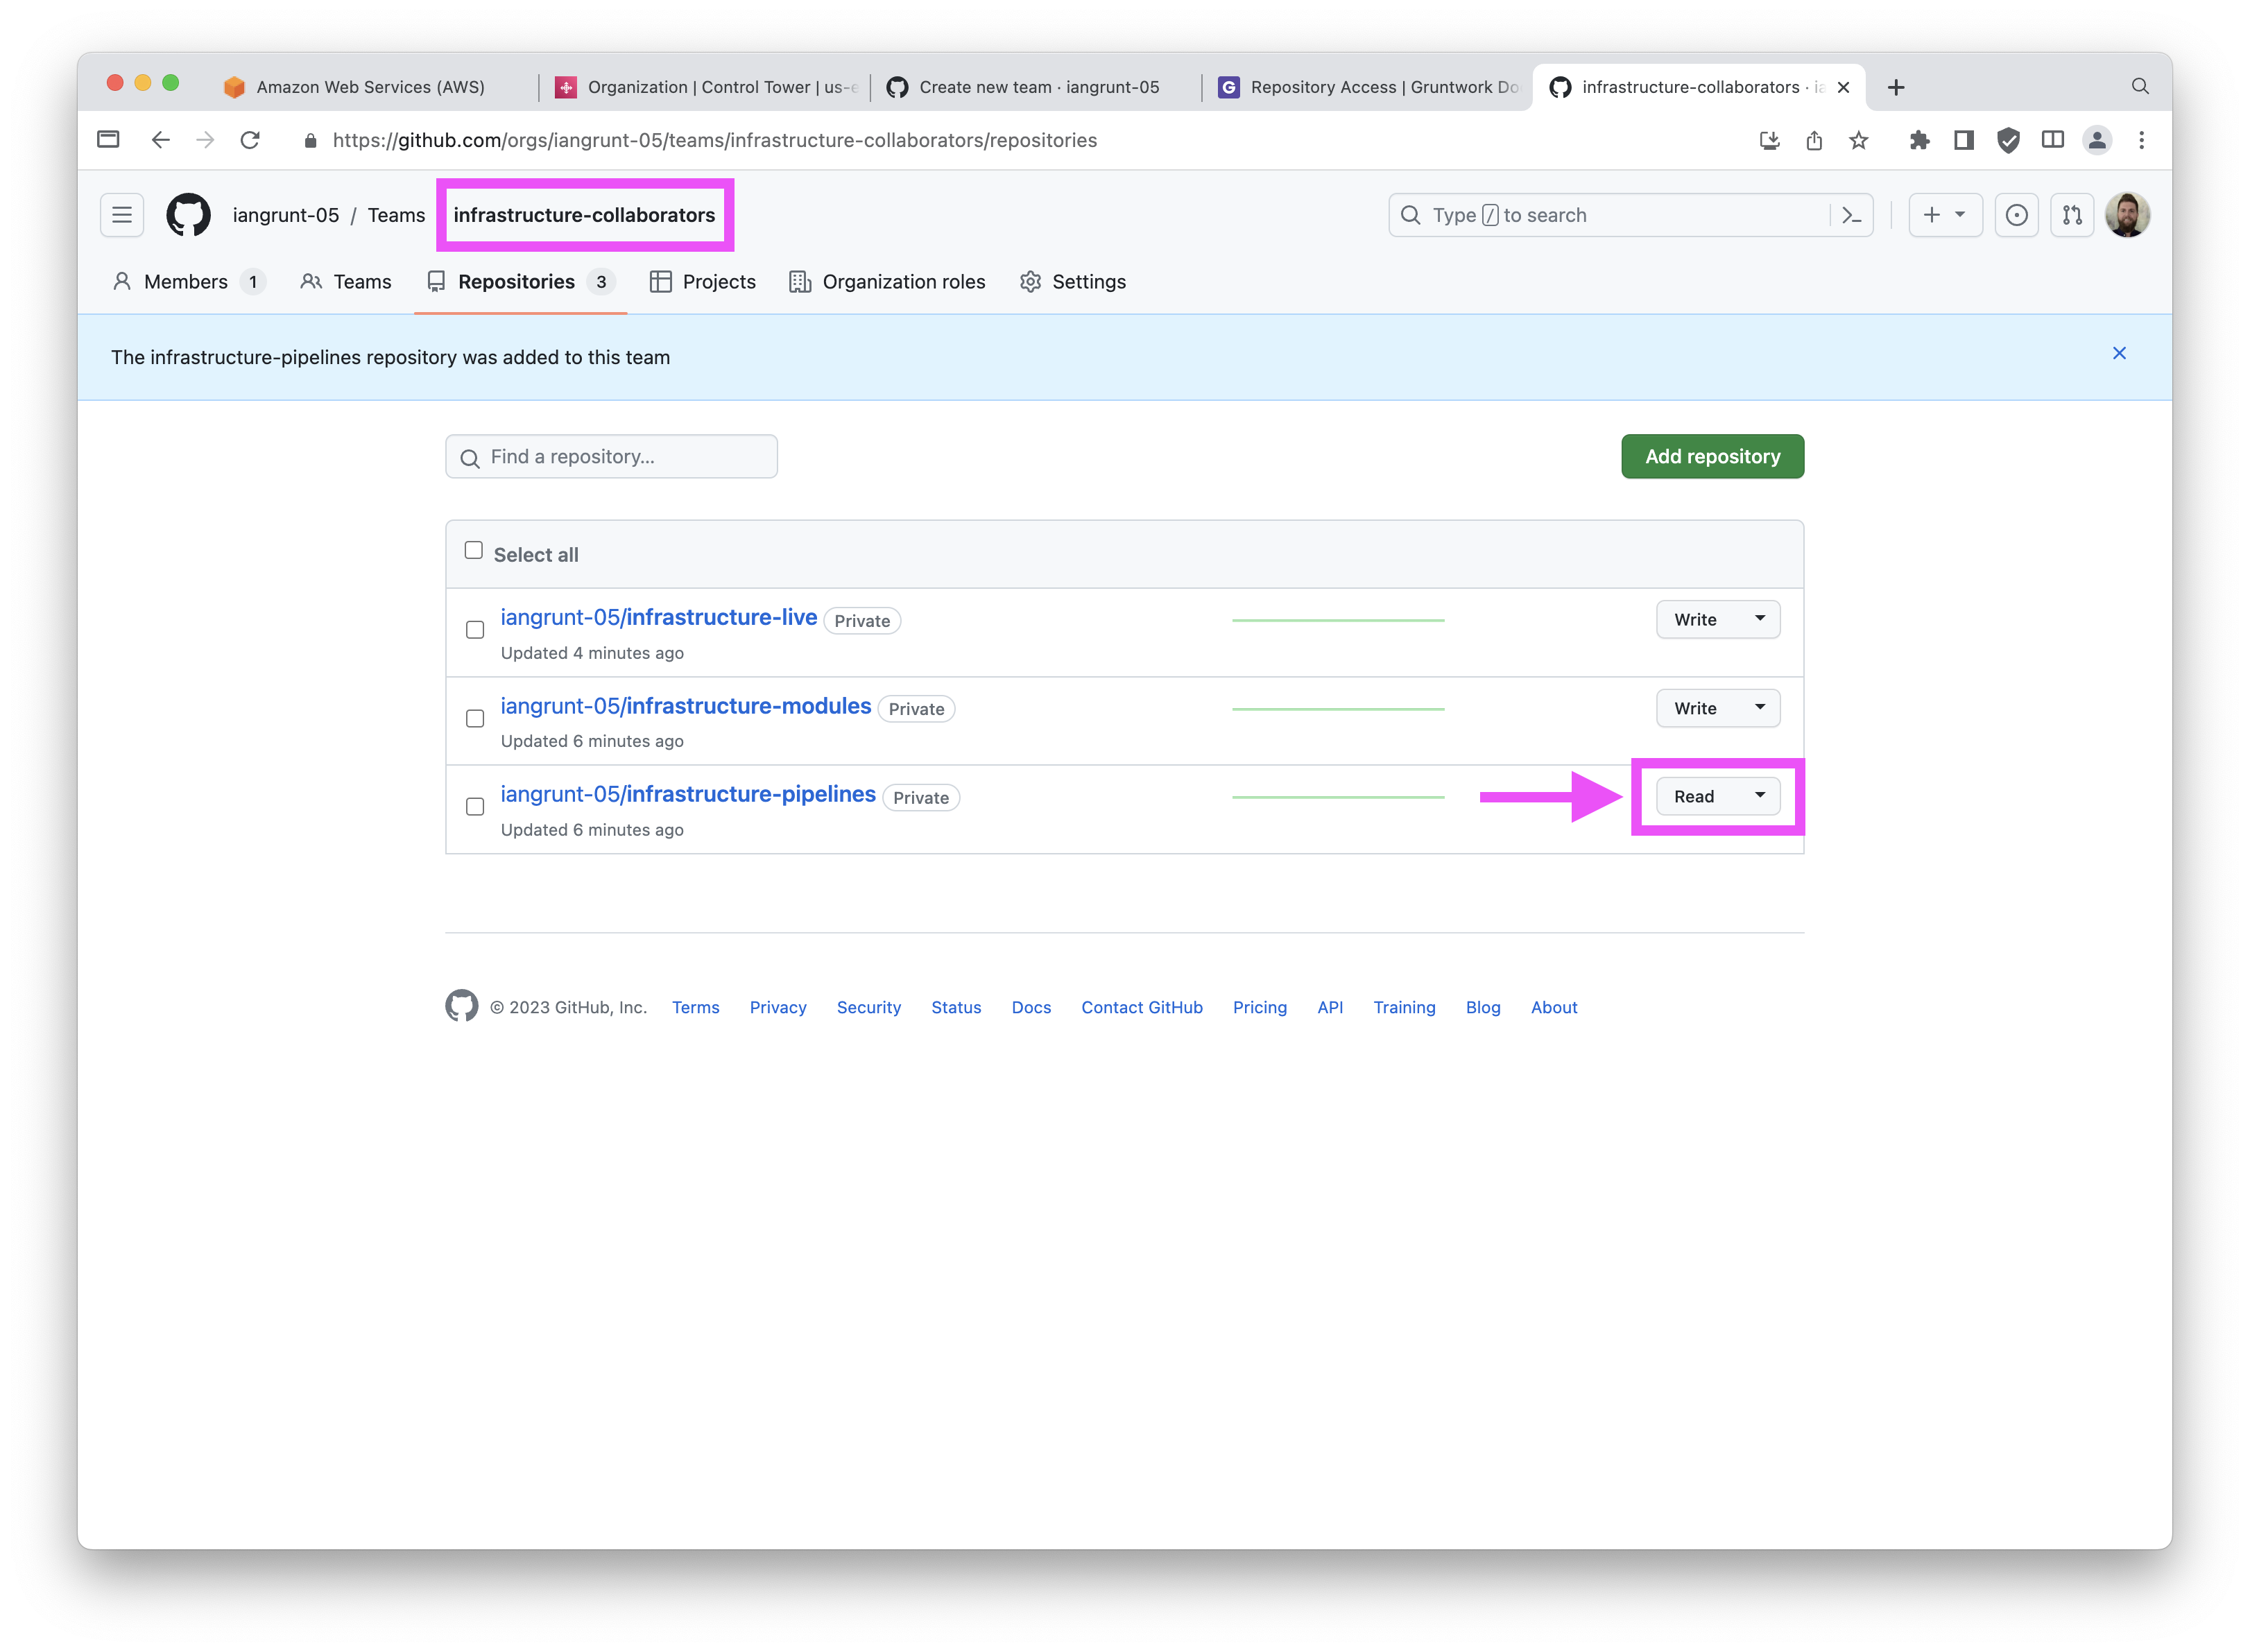 Amazon Web Services (AWS)
Organization | Control Tower | us-e
Create new team · iangrunt-05
Repository Access | Gruntwork Do
infrastructure-collaborators · ia
https://github.com/orgs/iangrunt-05/teams/infrastructure-collaborators/repositories
iangrunt-05 / Teams infrastructure-collaborators
Type / to search
Members 1 Teams Repositories 3 Projects Organization roles Settings
The infrastructure-pipelines repository was added to this team
Find a repository...
Add repository
Select all
iangrunt-05/infrastructure-live Private
Write
Updated 4 minutes ago
iangrunt-05/infrastructure-modules Private
Write
Updated 6 minutes ago
iangrunt-05/infrastructure-pipelines Private
Read
Updated 6 minutes ago
© 2023 GitHub, Inc. Terms Privacy Security Status Docs Contact GitHub Pricing API Training Blog About